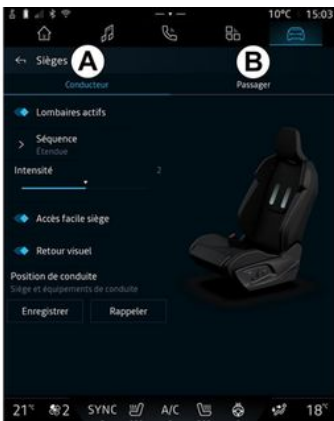 10°C 15:03
Sièges
A
B
Conducteur
Passager
Lombaires actifs
Séquence
Étendue
Intensité
2
Accès facile siège
Retour visuel
Position de conduite
Siège et équipements de conduite
Enregistrer
Rappeler
21° 2 SYNC A/C 18°